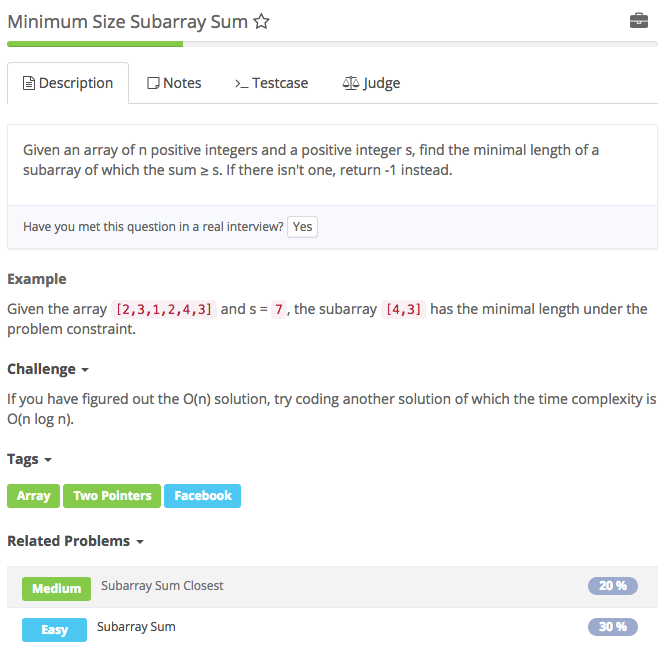 Minimum Size Subarray Sum
Description Notes Testcase Judge
Given an array of n positive integers and a positive integer s, find the minimal length of a
subarray of which the sum ≥ s. If there isn't one, return -1 instead.
Have you met this question in a real interview? Yes
Example
Given the array [2,3,1,2,4,3] and s = 7, the subarray [4,3] has the minimal length under the
problem constraint.
Challenge
If you have figured out the O(n) solution, try coding another solution of which the time complexity is
O(n log n).
Tags
Array Two Pointers Facebook
Related Problems
Medium Subarray Sum Closest 20 %
Easy Subarray Sum 30 %